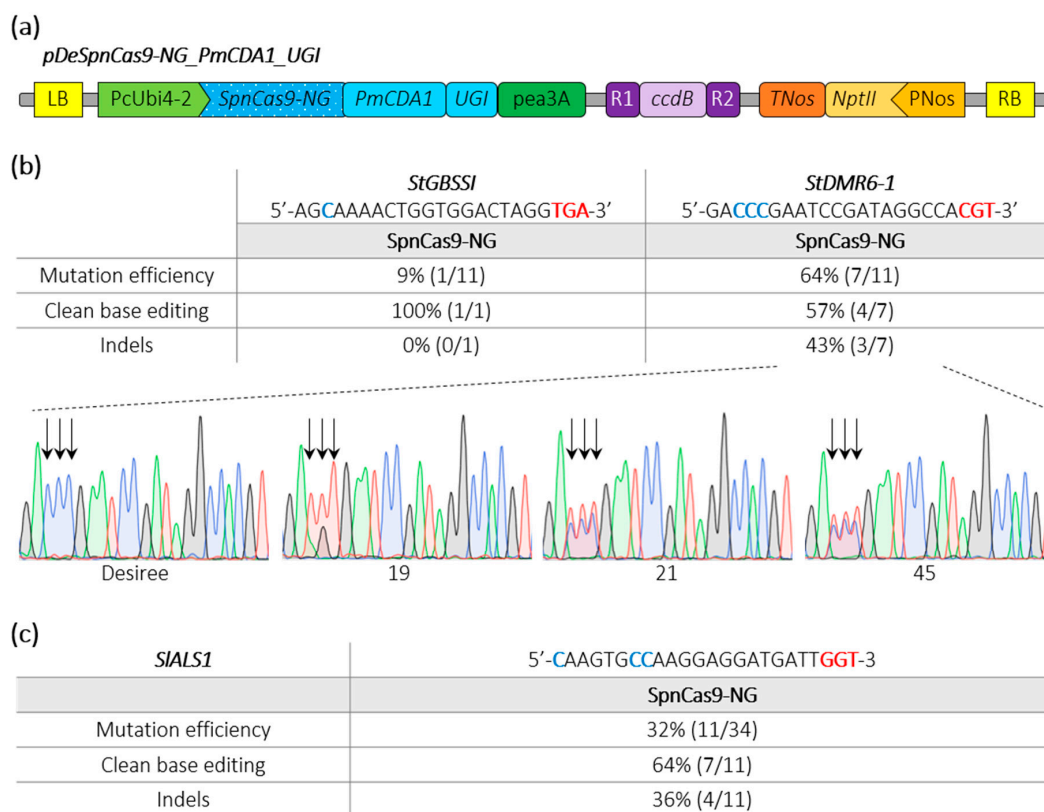 (a)
pDeSpnCas9-NG_PmCDA1_UGI
LB PcUbi4-2 SpnCas9-NG PmCDA1 UGI pea3A R1 ccdB R2 TNos NptII PNos RB
(b)
StGBSSI StDMR6-1
5’-AGCAAAACTGGTGGACTAGGTGA-3’ 5’-GACCCGAATCCGATAGGCCACGT-3’
SpnCas9-NG SpnCas9-NG
Mutation efficiency 9% (1/11) 64% (7/11)
Clean base editing 100% (1/1) 57% (4/7)
Indels 0% (0/1) 43% (3/7)
Desiree 19 21 45
(c)
SlALS1 5’-CAAGTGCCAAGGAGGATGATTGGT-3
SpnCas9-NG
Mutation efficiency 32% (11/34)
Clean base editing 64% (7/11)
Indels 36% (4/11)